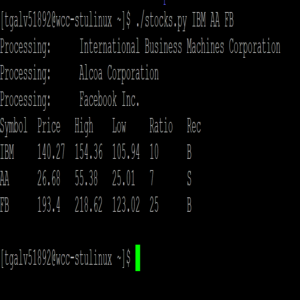 [tgalv51892@wcc-stulinux ~]$ ./stocks.py IBM AA FB
Processing: International Business Machines Corporation
Processing: Alcoa Corporation
Processing: Facebook Inc.
Symbol Price High Low Ratio Rec
IBM 140.27 154.36 105.94 10 B
AA 26.68 55.38 25.01 7 S
FB 193.4 218.62 123.02 25 B
[tgalv51892@wcc-stulinux ~]$